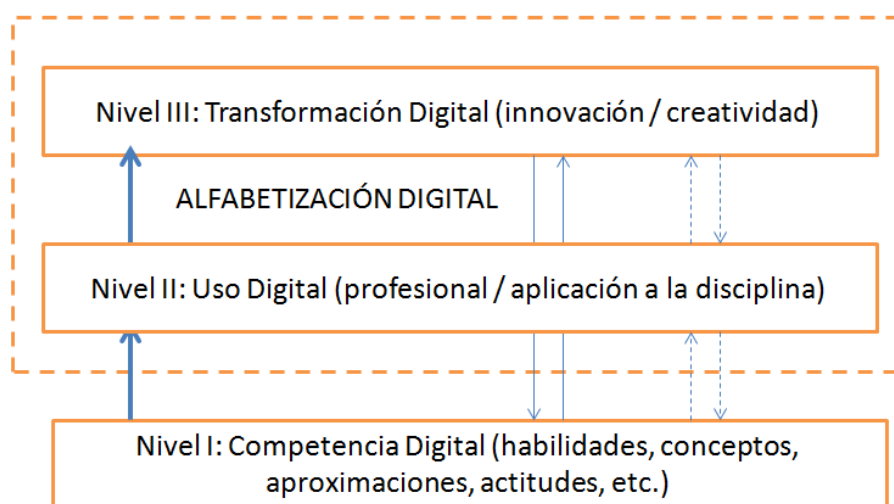 Nivel III: Transformación Digital (innovación / creatividad)
ALFABETIZACIÓN DIGITAL
Nivel II: Uso Digital (profesional / aplicación a la disciplina)
Nivel I: Competencia Digital (habilidades, conceptos,
aproximaciones, actitudes, etc.)